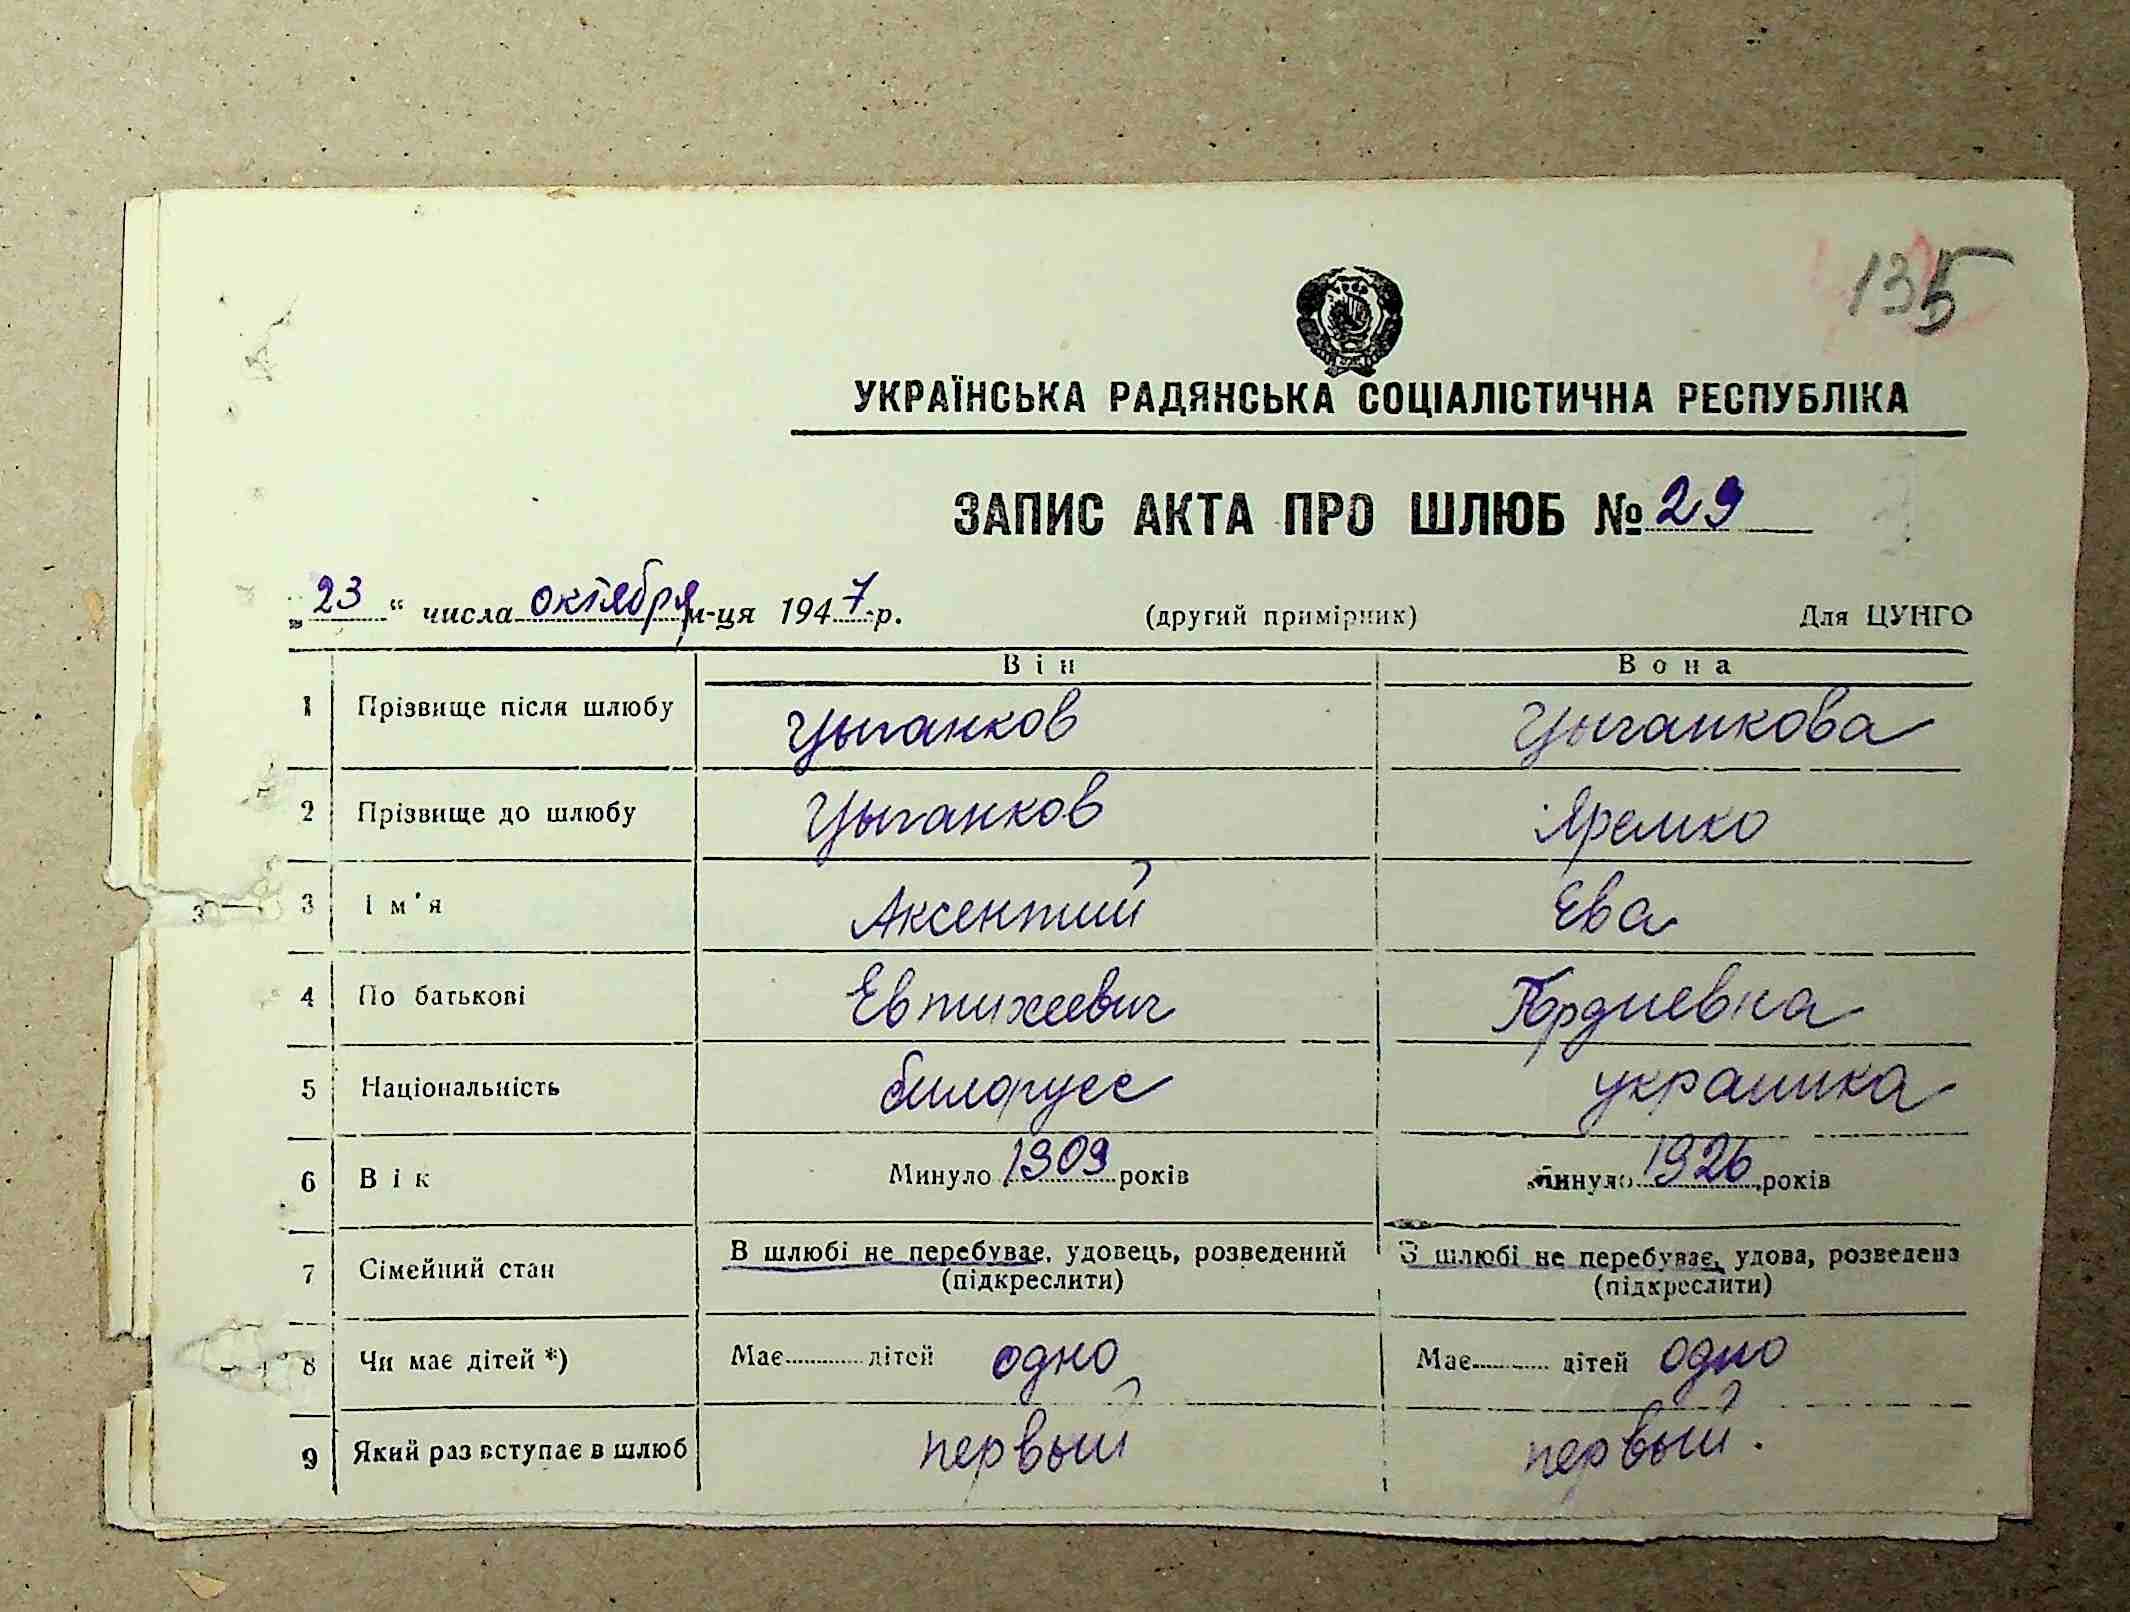 135
УКРАЇНСЬКА РАДЯНСЬКА СОЦІАЛІСТИЧНА РЕСПУБЛІКА
ЗАПИС АКТА ПРО ШЛЮБ № 29
„23“ числа октября м-ця 1947 р. (другий примірник) Для ЦУНГО
Він Вона
1 Прізвище після шлюбу Цыганков Цыганкова
2 Прізвище до шлюбу Цыганков Яремко
3 Ім'я Аксентий Ева
4 По батькові Евтихеевич Гордиевна
5 Національність билорусс украинка
6 Вік Минуло 1909 років Минуло 1926 років
7 Сімейний стан В шлюбі не перебуває, удовець, розведений (підкреслити) В шлюбі не перебуває, удова, розведена (підкреслити)
8 Чи має дітей *) Має............ дітей одно Має............ дітей одно
9 Який раз вступає в шлюб первый первый.